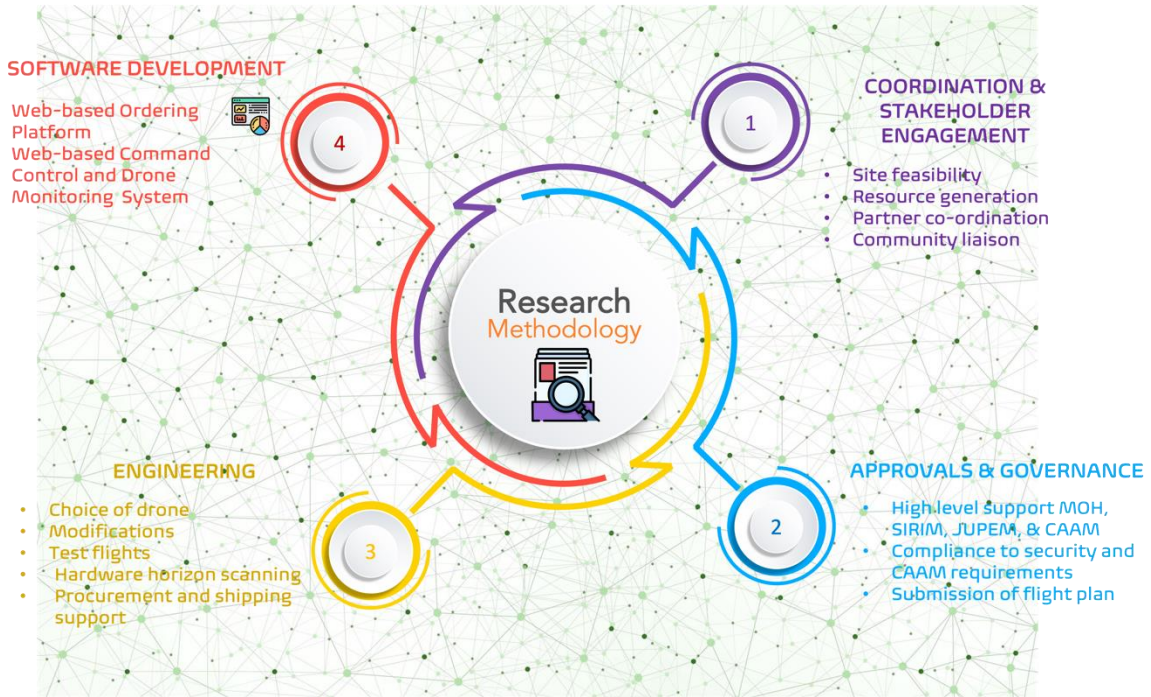 Research
Methodology
1
COORDINATION &
STAKEHOLDER
ENGAGEMENT
• Site feasibility
• Resource generation
• Partner co-ordination
• Community liaison
2
APPROVALS & GOVERNANCE
• High level support MOH,
SIRIM, JUPEM, & CAAM
• Compliance to security and
CAAM requirements
• Submission of flight plan
3
ENGINEERING
• Choice of drone
• Modifications
• Test flights
• Hardware horizon scanning
• Procurement and shipping
support
4
SOFTWARE DEVELOPMENT
Web-based Ordering
Platform
Web-based Command
Control and Drone
Monitoring System